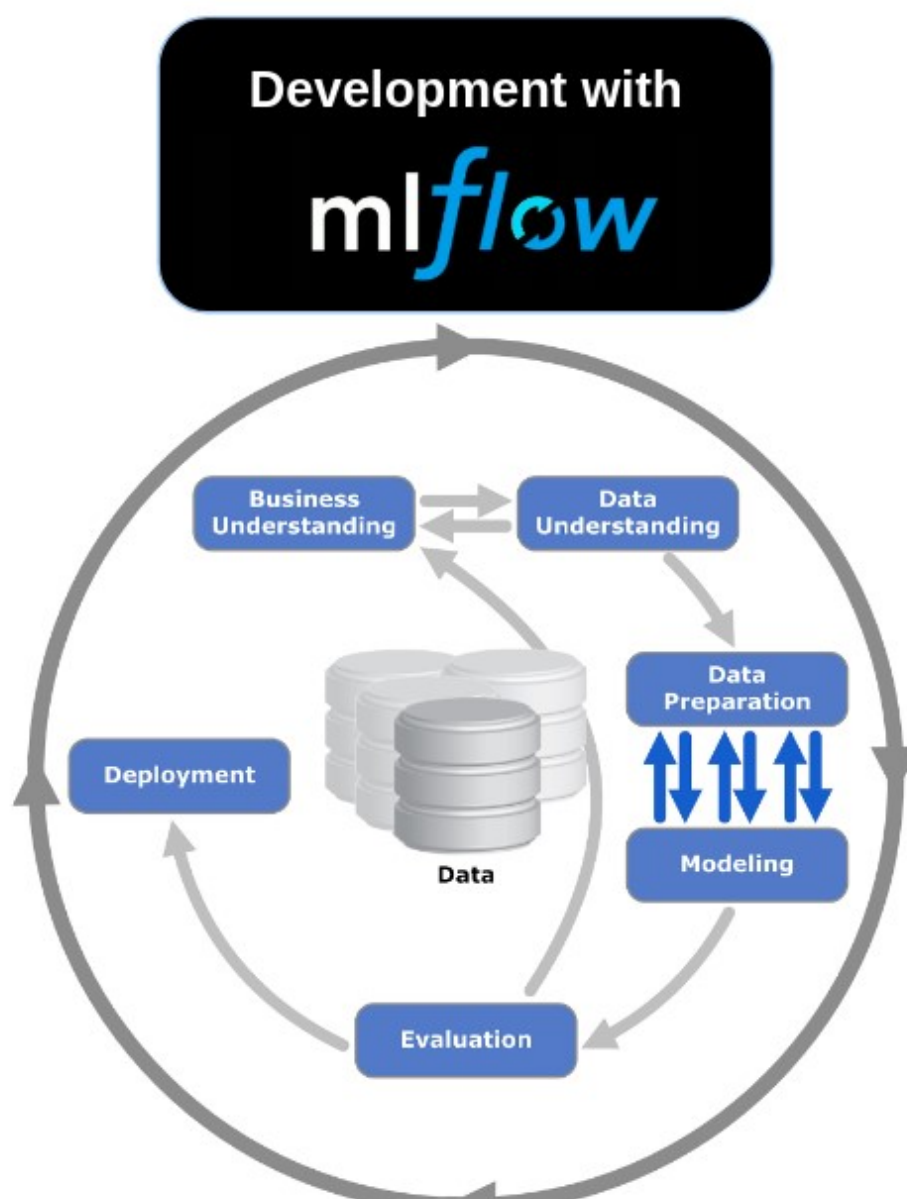 Development with
mlflow
Business
Understanding
Data
Understanding
Data
Preparation
Deployment
Modeling
Data
Evaluation